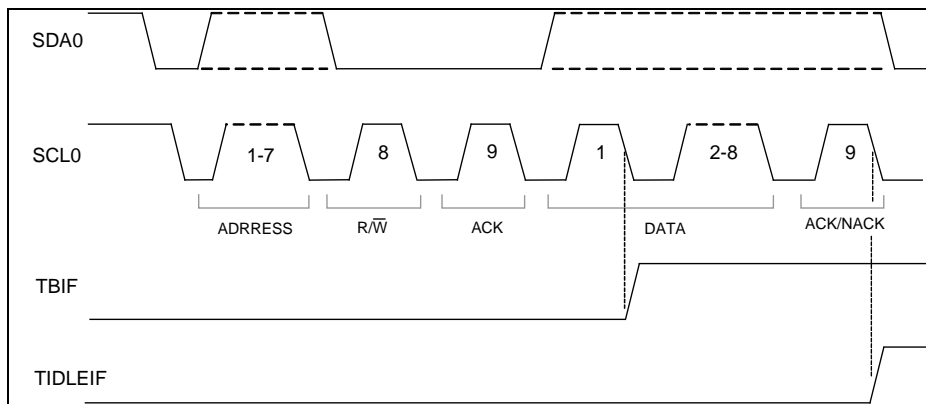 SDA0
SCL0
1-7 8 9 1 2-8 9
ADRRESS R/W̅ ACK DATA ACK/NACK
TBIF
TIDLEIF